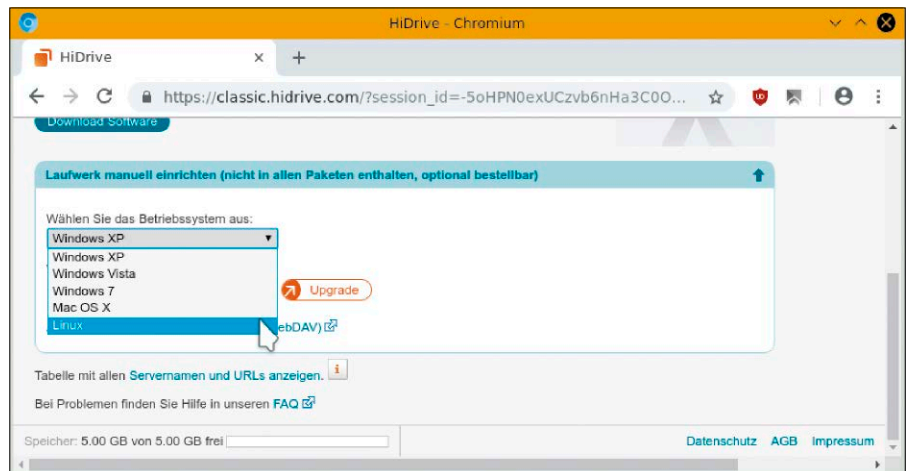 HiDrive - Chromium
HiDrive
https://classic.hidrive.com/?session_id=-5oHPN0exUCzvb6nHa3C0O...
Download Software
Laufwerk manuell einrichten (nicht in allen Paketen enthalten, optional bestellbar)
Wählen Sie das Betriebssystem aus:
Windows XP
Windows XP
Windows Vista
Windows 7
Upgrade
Mac OS X
Linux
ebDAV)
Tabelle mit allen Servernamen und URLs anzeigen. i
Bei Problemen finden Sie Hilfe in unseren FAQ
Speicher: 5.00 GB von 5.00 GB frei
Datenschutz AGB Impressum